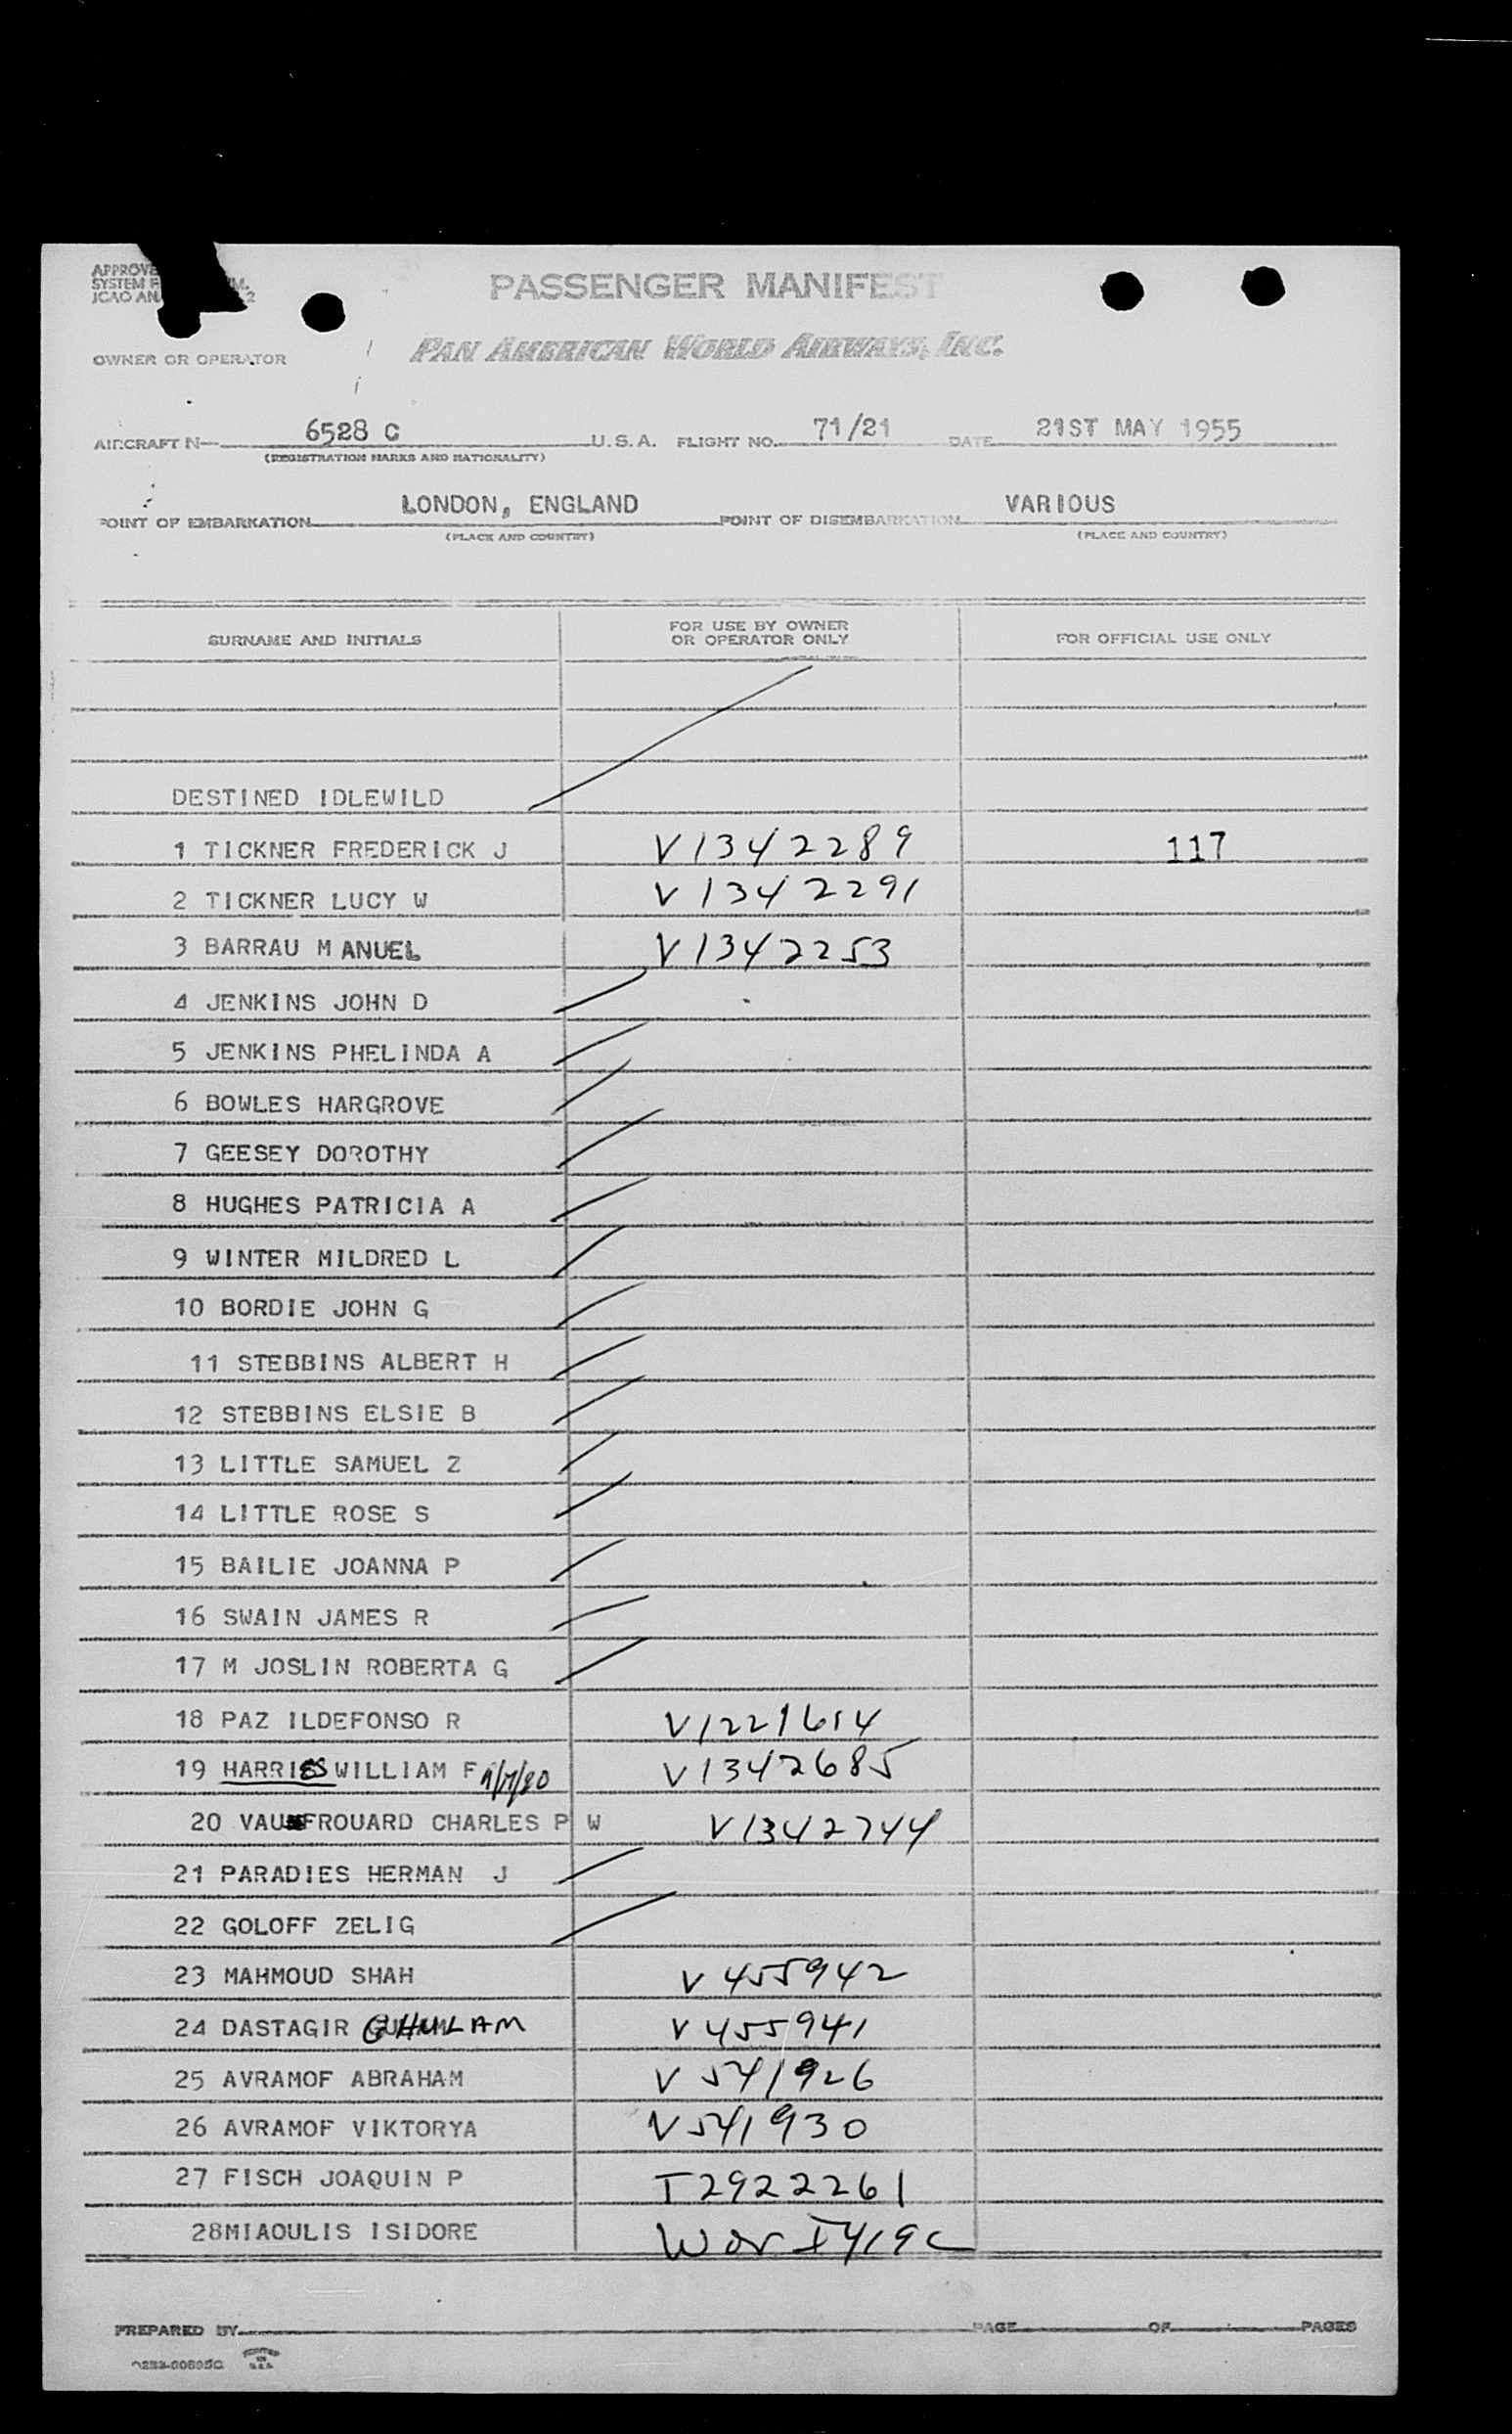 PASSENGER MANIFEST
OWNER OR OPERATOR PAN AMERICAN WORLD AIRWAYS, INC.
AIRCRAFT N— 6528 C U.S.A. FLIGHT NO. 71/21 DATE 21ST MAY 1955
(REGISTRATION MARKS AND NATIONALITY)
POINT OF EMBARKATION LONDON, ENGLAND POINT OF DISEMBARKATION VARIOUS
(PLACE AND COUNTRY) (PLACE AND COUNTRY)
SURNAME AND INITIALS FOR USE BY OWNER OR OPERATOR ONLY FOR OFFICIAL USE ONLY
DESTINED IDLEWILD
1 TICKNER FREDERICK J V1342289 117
2 TICKNER LUCY W V1342291
3 BARRAU MANUEL V1342253
4 JENKINS JOHN D
5 JENKINS PHELINDA A
6 BOWLES HARGROVE
7 GEESEY DOROTHY
8 HUGHES PATRICIA A
9 WINTER MILDRED L
10 BORDIE JOHN G
11 STEBBINS ALBERT H
12 STEBBINS ELSIE B
13 LITTLE SAMUEL Z
14 LITTLE ROSE S
15 BAILIE JOANNA P
16 SWAIN JAMES R
17 M JOSLIN ROBERTA G
18 PAZ ILDEFONSO R V1221614
19 HARRIES WILLIAM F V1342685
20 VAUFROUARD CHARLES P W V1342744
21 PARADIES HERMAN J
22 GOLOFF ZELIG
23 MAHMOUD SHAH V455942
24 DASTAGIR GHULAM V455941
25 AVRAMOF ABRAHAM V541926
26 AVRAMOF VIKTORYA V541930
27 FISCH JOAQUIN P T2922261
28 MIAOULIS ISIDORE
PREPARED BY PAGE OF PAGES